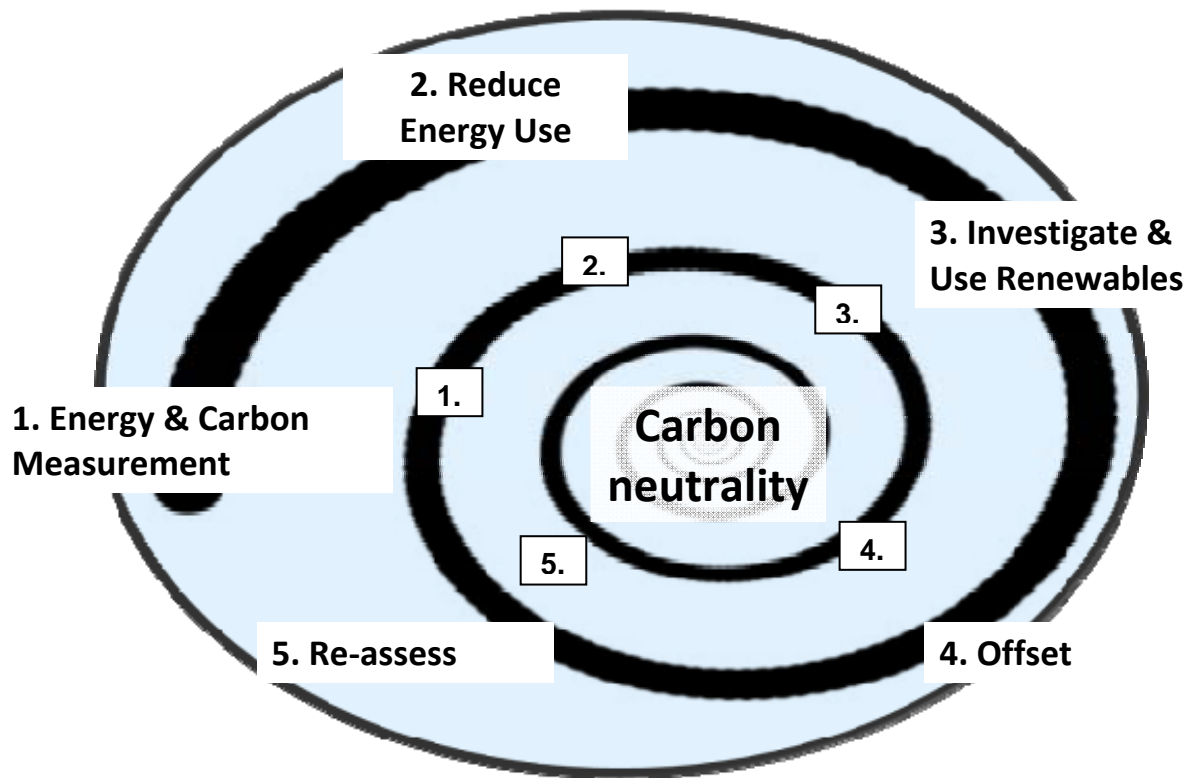 2. Reduce
Energy Use
3. Investigate &
Use Renewables
2.
3.
1.
1. Energy & Carbon
Measurement
Carbon
neutrality
5.
4.
5. Re-assess
4. Offset